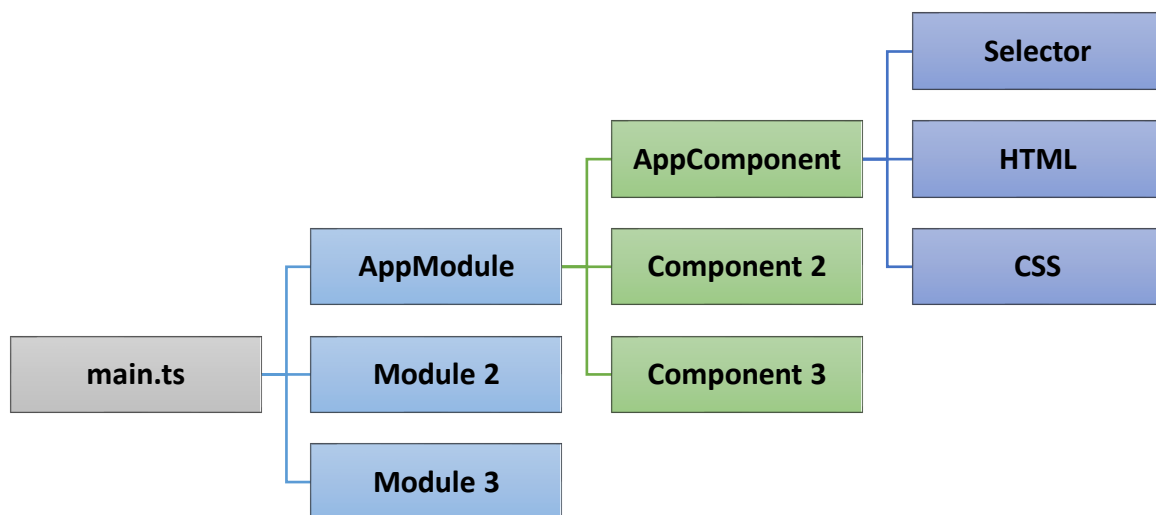 Selector
AppComponent
HTML
AppModule
Component 2
CSS
main.ts
Module 2
Component 3
Module 3